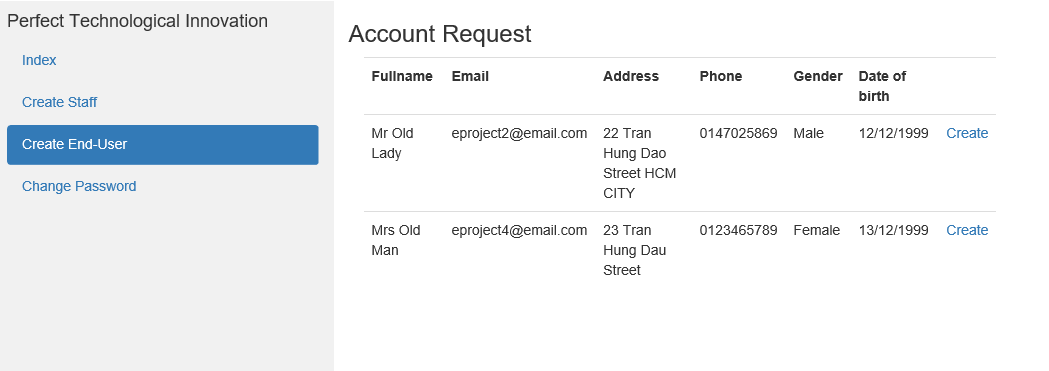 Perfect Technological Innovation
Index
Create Staff
Create End-User
Change Password
Account Request
Fullname Email Address Phone Gender Date of
birth
Mr Old eproject2@email.com 22 Tran 0147025869 Male 12/12/1999 Create
Lady Hung Dao
Street HCM
CITY
Mrs Old eproject4@email.com 23 Tran 0123465789 Female 13/12/1999 Create
Man Hung Dau
Street